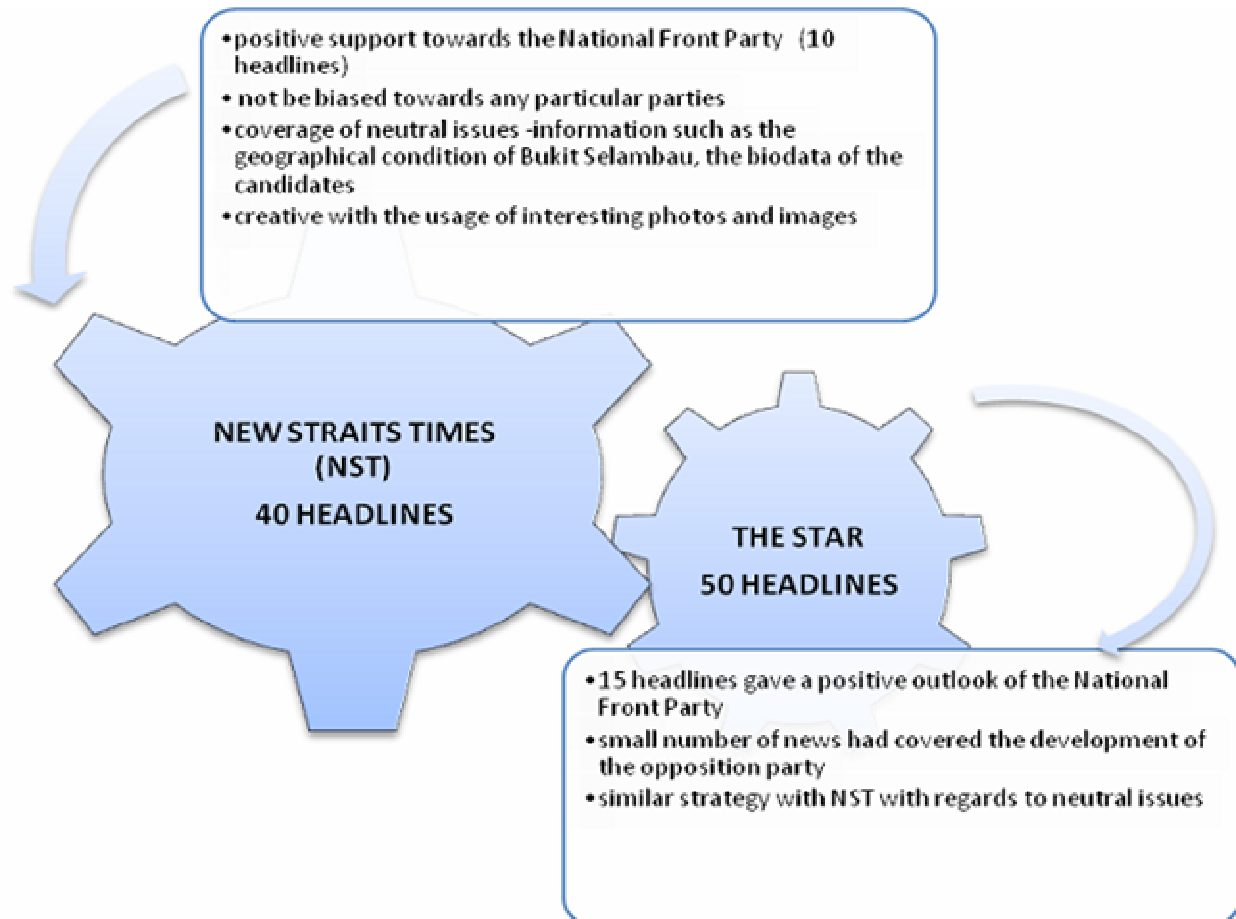 •positive support towards the National Front Party (10
headlines)
• not be biased towards any particular parties
•coverage of neutral issues -information such as the
geographical condition of Bukit Selambau, the biodata of the
candidates
•creative with the usage of interesting photos and images
NEW STRAITS TIMES
(NST)
40 HEADLINES
THE STAR
50 HEADLINES
•15 headlines gave a positive outlook of the National
Front Party
•small number of news had covered the development of
the opposition party
•similar strategy with NST with regards to neutral issues